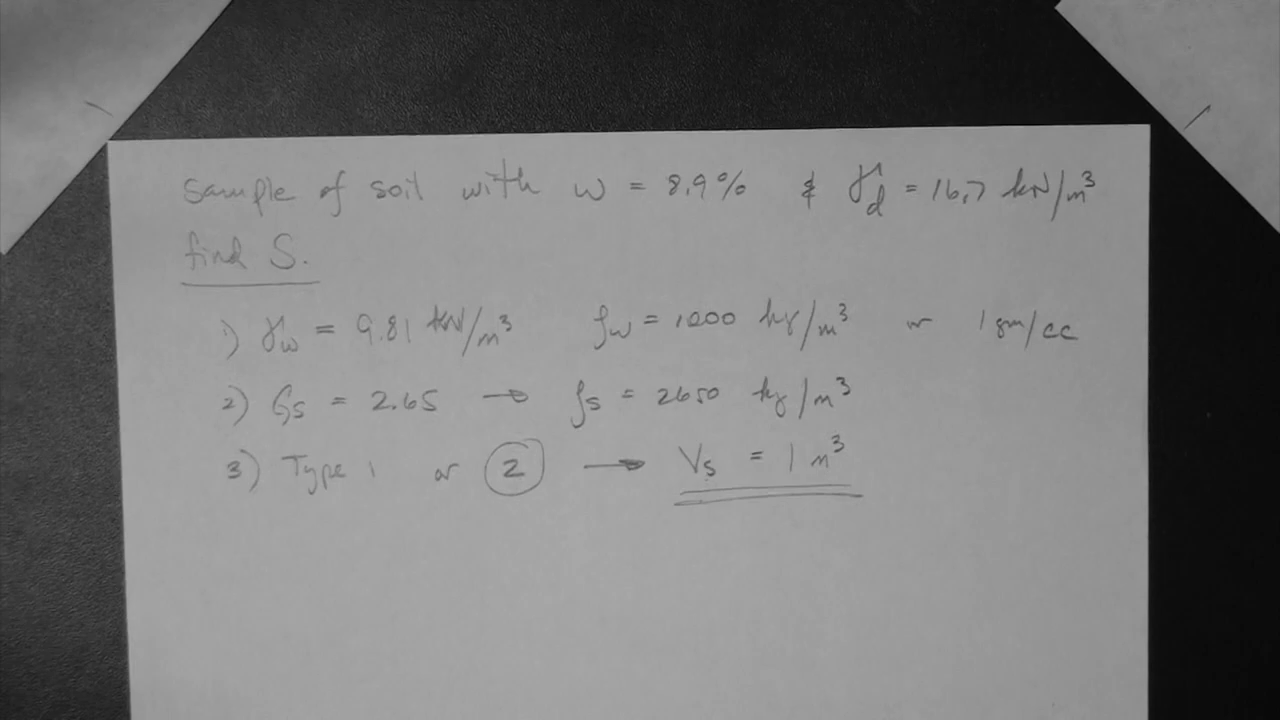 Sample of soil with w = 8.9% & γd = 16.7 kN/m³
find S.
1) γw = 9.81 kN/m³ ρw = 1000 kg/m³ or 1 gm/cc
2) Gs = 2.65 → ρs = 2650 kg/m³
3) Type 1 or 2 → Vs = 1 m³